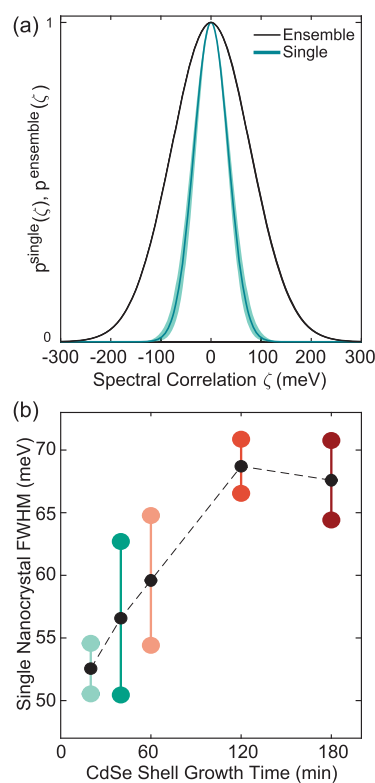 (a)
Ensemble
Single
p^single(ζ), p^ensemble(ζ)
1
0
-300 -200 -100 0 100 200 300
Spectral Correlation ζ (meV)
(b)
Single Nanocrystal FWHM (meV)
70
65
60
55
50
0 60 120 180
CdSe Shell Growth Time (min)